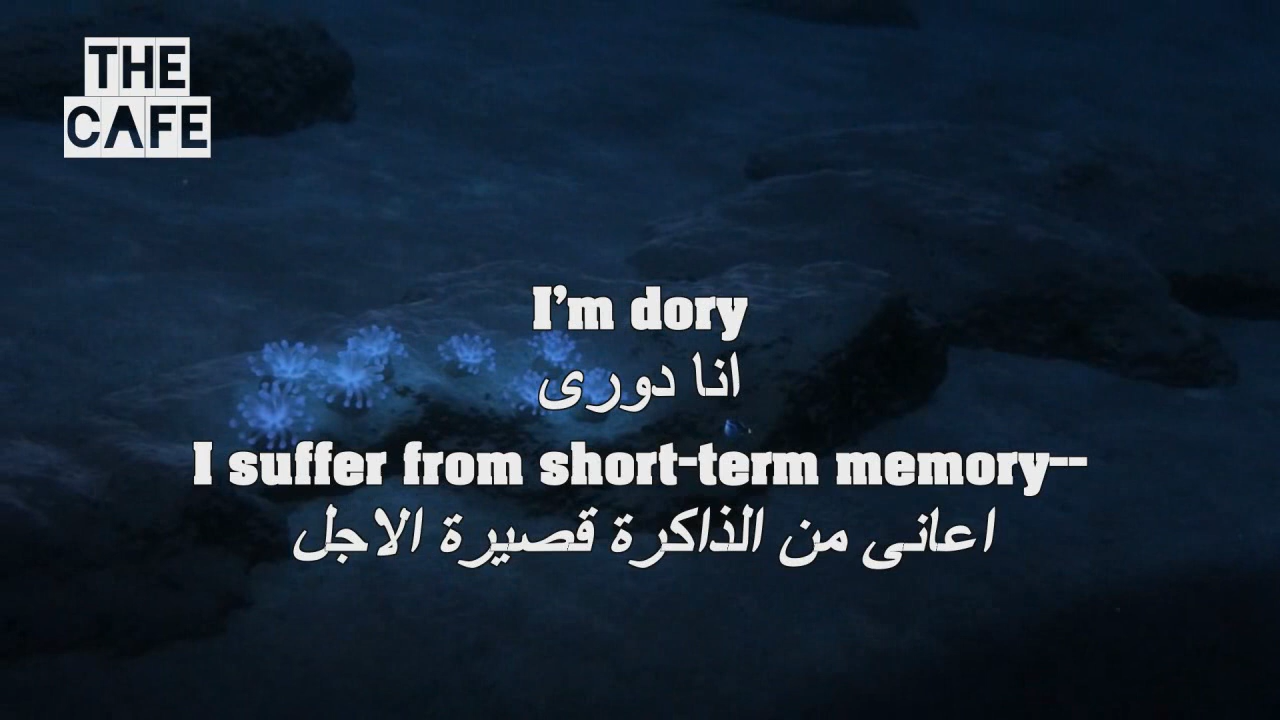 THE
CAFE
I'm dory
انا دورى
I suffer from short-term memory--
اعانى من الذاكرة قصيرة الاجل